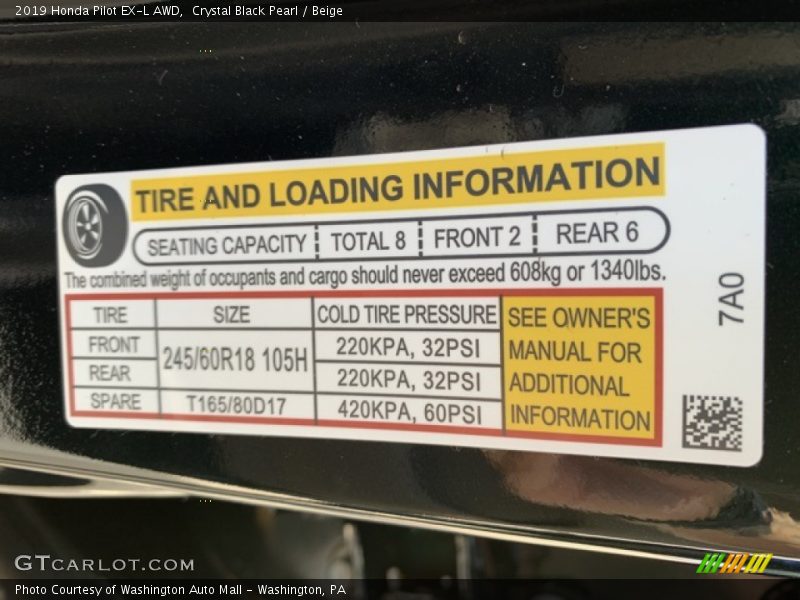 2019 Honda Pilot EX-L AWD, Crystal Black Pearl / Beige
TIRE AND LOADING INFORMATION
SEATING CAPACITY TOTAL 8 FRONT 2 REAR 6
The combined weight of occupants and cargo should never exceed 608kg or 1340lbs.
TIRE SIZE COLD TIRE PRESSURE
FRONT 245/60R18 105H 220KPA, 32PSI
REAR 220KPA, 32PSI
SPARE T165/80D17 420KPA, 60PSI
SEE OWNER'S
MANUAL FOR
ADDITIONAL
INFORMATION
7A0
GTCARLOT.COM
Photo Courtesy of Washington Auto Mall - Washington, PA